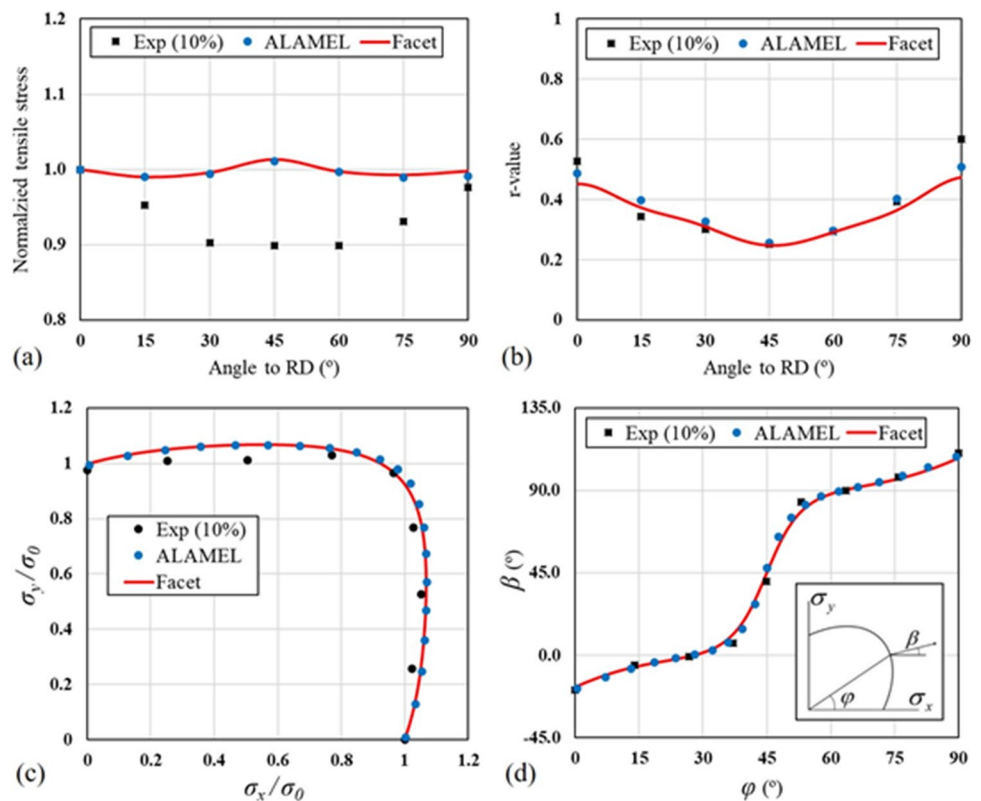 1.2
Exp (10%) ALAMEL Facet
1.1
1.0
0.9
0.8
0 15 30 45 60 75 90
Normalzied tensile stress
Angle to RD (º)
(a)
1
Exp (10%) ALAMEL Facet
0.8
0.6
0.4
0.2
0
0 15 30 45 60 75 90
r-value
Angle to RD (º)
(b)
1.2
1
0.8
0.6
0.4
0.2
0
Exp (10%)
ALAMEL
Facet
0 0.2 0.4 0.6 0.8 1 1.2
σy/σ0
σx/σ0
(c)
135.0
Exp (10%) ALAMEL Facet
90.0
45.0
0.0
-45.0
0 15 30 45 60 75 90
β (º)
σy
β
φ
σx
φ (º)
(d)